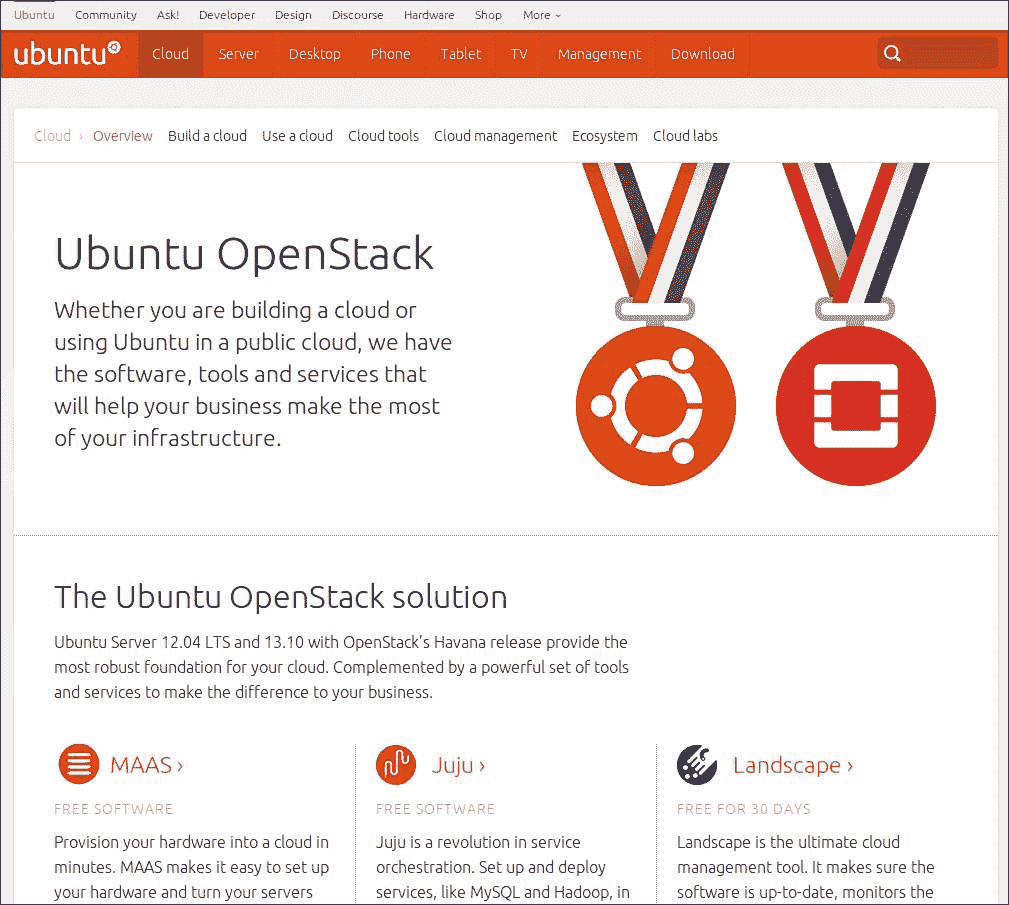 Ubuntu Community Ask! Developer Design Discourse Hardware Shop More
ubuntu Cloud Server Desktop Phone Tablet TV Management Download
Cloud › Overview Build a cloud Use a cloud Cloud tools Cloud management Ecosystem Cloud labs
Ubuntu OpenStack
Whether you are building a cloud or
using Ubuntu in a public cloud, we have
the software, tools and services that
will help your business make the most
of your infrastructure.
The Ubuntu OpenStack solution
Ubuntu Server 12.04 LTS and 13.10 with OpenStack’s Havana release provide the
most robust foundation for your cloud. Complemented by a powerful set of tools
and services to make the difference to your business.
MAAS ›
FREE SOFTWARE
Provision your hardware into a cloud in
minutes. MAAS makes it easy to set up
your hardware and turn your servers
Juju ›
FREE SOFTWARE
Juju is a revolution in service
orchestration. Set up and deploy
services, like MySQL and Hadoop, in
Landscape ›
FREE FOR 30 DAYS
Landscape is the ultimate cloud
management tool. It makes sure the
software is up-to-date, monitors the